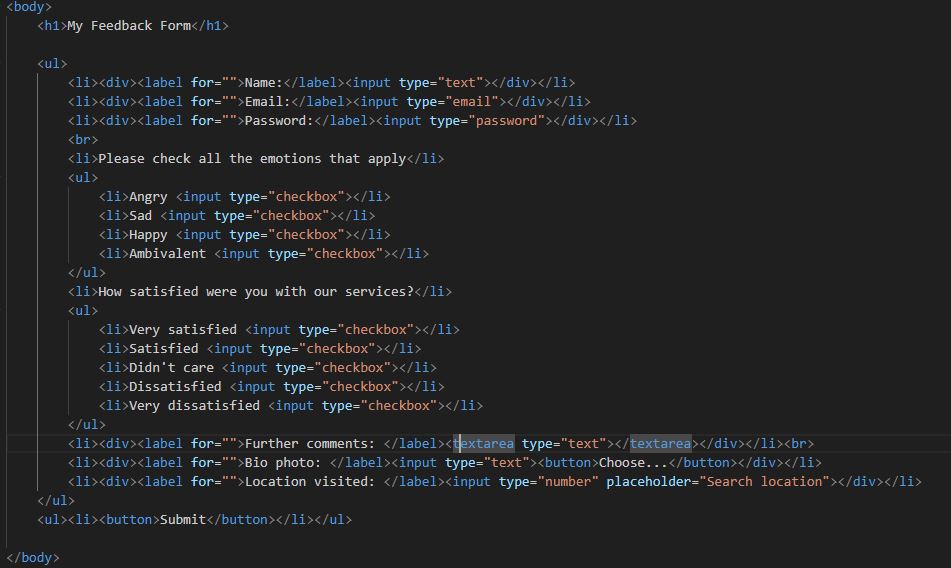 <body>
    <h1>My Feedback Form</h1>

    <ul>
        <li><div><label for="">Name:</label><input type="text"></div></li>
        <li><div><label for="">Email:</label><input type="email"></div></li>
        <li><div><label for="">Password:</label><input type="password"></div></li>
        <br>
        <li>Please check all the emotions that apply</li>
        <ul>
            <li>Angry <input type="checkbox"></li>
            <li>Sad <input type="checkbox"></li>
            <li>Happy <input type="checkbox"></li>
            <li>Ambivalent <input type="checkbox"></li>
        </ul>
        <li>How satisfied were you with our services?</li>
        <ul>
            <li>Very satisfied <input type="checkbox"></li>
            <li>Satisfied <input type="checkbox"></li>
            <li>Didn't care <input type="checkbox"></li>
            <li>Dissatisfied <input type="checkbox"></li>
            <li>Very dissatisfied <input type="checkbox"></li>
        </ul>
        <li><div><label for="">Further comments: </label><textarea type="text"></textarea></div></li><br>
        <li><div><label for="">Bio photo: </label><input type="text"><button>Choose...</button></div></li>
        <li><div><label for="">Location visited: </label><input type="number" placeholder="Search location"></div></li>
    </ul>
    <ul><li><button>Submit</button></li></ul>

</body>